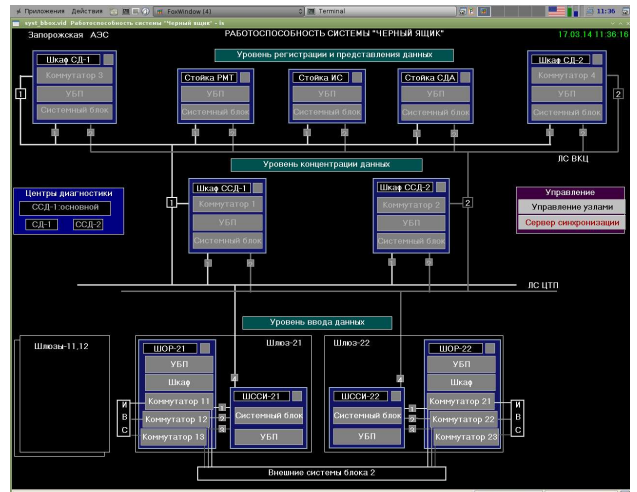 Приложения Действия FoxWindow (4) Terminal 11:36
syst_bbox.vld Работоспособность системы "Черный ящик" - is
Запорожская АЭС РАБОТОСПОСОБНОСТЬ СИСТЕМЫ "ЧЕРНЫЙ ЯЩИК" 17.03.14 11:36:16
Уровень регистрации и представления данных
Шкаф СД-1
Коммутатор 3
УБП
Системный блок
Стойка РМТ
УБП
Системный блок
Стойка ИС
УБП
Системный блок
Стойка СДА
УБП
Системный блок
Шкаф СД-2
Коммутатор 4
УБП
Системный блок
1
2
ЛС ВКЦ
Уровень концентрации данных
Центры диагностики
ССД-1:основной
СД-1 ССД-2
1
Шкаф ССД-1
Коммутатор 1
УБП
Системный блок
Шкаф ССД-2
Коммутатор 2
УБП
Системный блок
2
Управление
Управление узлами
Сервер синхронизации
ЛС ЦТП
Уровень ввода данных
Шлюзы-11,12
Шлюз-21
ШОР-21
УБП
Шкаф
Коммутатор 11
Коммутатор 12
Коммутатор 13
И
В
С
ШССИ-21
Системный блок
УБП
Шлюз-22
ШССИ-22
Системный блок
УБП
ШОР-22
УБП
Шкаф
Коммутатор 21
Коммутатор 22
Коммутатор 23
И
В
С
Внешние системы блока 2